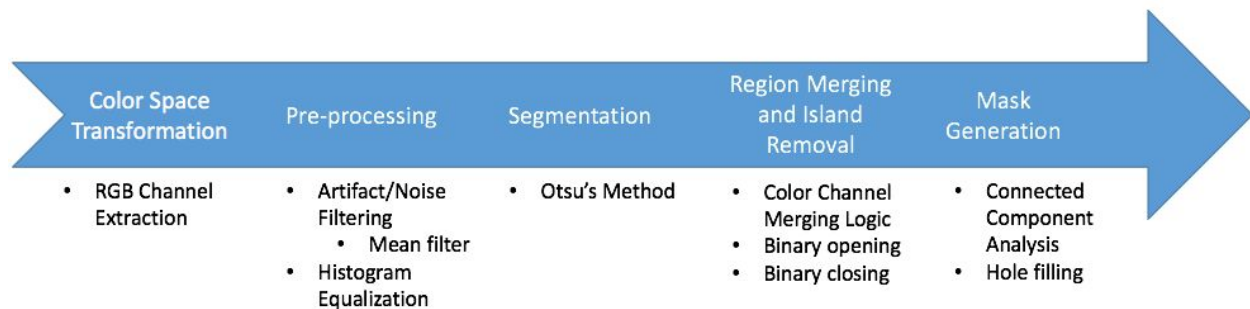 Color Space
Transformation
Pre-processing
Segmentation
Region Merging
and Island
Removal
Mask
Generation
• RGB Channel
Extraction
• Artifact/Noise
Filtering
• Mean filter
• Histogram
Equalization
• Otsu's Method
• Color Channel
Merging Logic
• Binary opening
• Binary closing
• Connected
Component
Analysis
• Hole filling